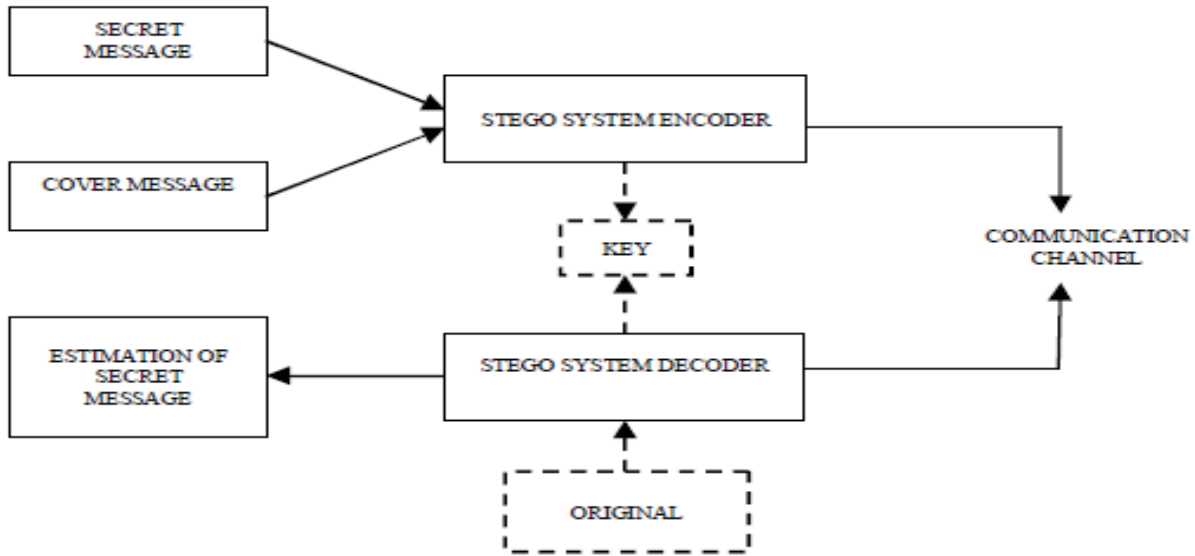 SECRET
MESSAGE
STEGO SYSTEM ENCODER
COVER MESSAGE
KEY
COMMUNICATION
CHANNEL
ESTIMATION OF
SECRET
MESSAGE
STEGO SYSTEM DECODER
ORIGINAL